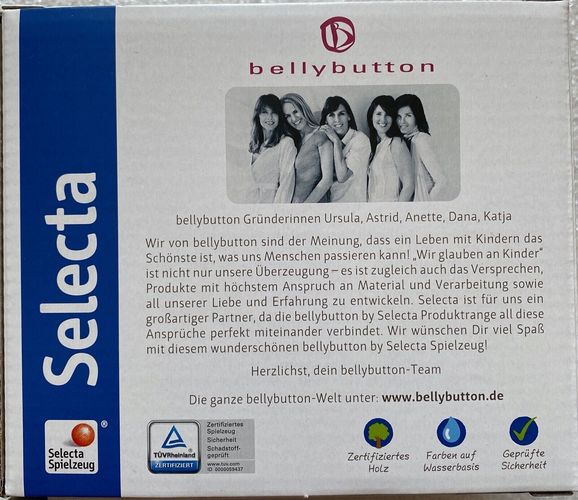 B
bellybutton
bellybutton Gründerinnen Ursula, Astrid, Anette, Dana, Katja
Wir von bellybutton sind der Meinung, dass ein Leben mit Kindern das
Schönste ist, was uns Menschen passieren kann! „Wir glauben an Kinder“
ist nicht nur unsere Überzeugung – es ist zugleich auch das Versprechen,
Produkte mit höchstem Anspruch an Material und Verarbeitung sowie
all unserer Liebe und Erfahrung zu entwickeln. Selecta ist für uns ein
großartiger Partner, da die bellybutton by Selecta Produktrange all diese
Ansprüche perfekt miteinander verbindet. Wir wünschen Dir viel Spaß
mit diesem wunderschönen bellybutton by Selecta Spielzeug!
Herzlichst, dein bellybutton-Team
Die ganze bellybutton-Welt unter: www.bellybutton.de
Selecta
Selecta
Spielzeug
®
TÜVRheinland
ZERTIFIZIERT
Zertifiziertes
Spielzeug
Sicherheit
Schadstoff-
geprüft
www.tuv.com
ID 0000059437
Zertifiziertes
Holz
Farben auf
Wasserbasis
Geprüfte
Sicherheit